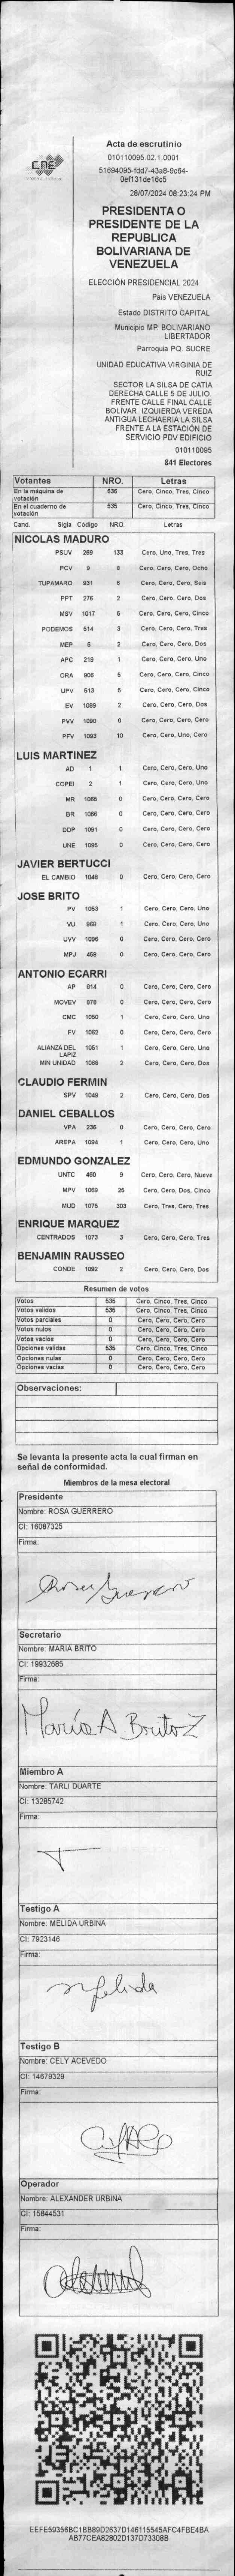 CNE
Acta de escrutinio
010110095.02.1.0001
51694095-fdd7-43a8-9c64-
0ef131de16c5
28/07/2024 08:23:24 PM
PRESIDENTA O
PRESIDENTE DE LA
REPUBLICA
BOLIVARIANA DE
VENEZUELA
ELECCIÓN PRESIDENCIAL 2024
Pais VENEZUELA
Estado DISTRITO CAPITAL
Municipio MP. BOLIVARIANO
LIBERTADOR
Parroquia PQ. SUCRE
UNIDAD EDUCATIVA VIRGINIA DE
RUIZ
SECTOR LA SILSA DE CATIA
DERECHA CALLE 5 DE JULIO.
FRENTE CALLE FINAL CALLE
BOLIVAR. IZQUIERDA VEREDA
ANTIGUA LECHAERIA LA SILSA
FRENTE A LA ESTACIÓN DE
SERVICIO PDV EDIFICIO
010110095
841 Electores
Votantes NRO. Letras
En la máquina de votación 535 Cero, Cinco, Tres, Cinco
En el cuaderno de votación 535 Cero, Cinco, Tres, Cinco
Cand. Sigla Código NRO. Letras
NICOLAS MADURO
PSUV 269 133 Cero, Uno, Tres, Tres
PCV 9 8 Cero, Cero, Cero, Ocho
TUPAMARO 931 6 Cero, Cero, Cero, Seis
PPT 276 2 Cero, Cero, Cero, Dos
MSV 1017 5 Cero, Cero, Cero, Cinco
PODEMOS 514 3 Cero, Cero, Cero, Tres
MEP 6 2 Cero, Cero, Cero, Dos
APC 219 1 Cero, Cero, Cero, Uno
ORA 906 5 Cero, Cero, Cero, Cinco
UPV 513 5 Cero, Cero, Cero, Cinco
EV 1089 2 Cero, Cero, Cero, Dos
PVV 1090 0 Cero, Cero, Cero, Cero
PFV 1093 10 Cero, Cero, Uno, Cero
LUIS MARTINEZ
AD 1 1 Cero, Cero, Cero, Uno
COPEI 2 1 Cero, Cero, Cero, Uno
MR 1065 0 Cero, Cero, Cero, Cero
BR 1066 0 Cero, Cero, Cero, Cero
DDP 1091 0 Cero, Cero, Cero, Cero
UNE 1095 0 Cero, Cero, Cero, Cero
JAVIER BERTUCCI
EL CAMBIO 1048 0 Cero, Cero, Cero, Cero
JOSE BRITO
PV 1053 1 Cero, Cero, Cero, Uno
VU 969 1 Cero, Cero, Cero, Uno
UVV 1096 0 Cero, Cero, Cero, Cero
MPJ 458 0 Cero, Cero, Cero, Cero
ANTONIO ECARRI
AP 814 0 Cero, Cero, Cero, Cero
MOVEV 979 0 Cero, Cero, Cero, Cero
CMC 1050 1 Cero, Cero, Cero, Uno
FV 1062 0 Cero, Cero, Cero, Cero
ALIANZA DEL LAPIZ 1051 1 Cero, Cero, Cero, Uno
MIN UNIDAD 1068 2 Cero, Cero, Cero, Dos
CLAUDIO FERMIN
SPV 1049 2 Cero, Cero, Cero, Dos
DANIEL CEBALLOS
VPA 236 0 Cero, Cero, Cero, Cero
AREPA 1094 1 Cero, Cero, Cero, Uno
EDMUNDO GONZALEZ
UNTC 460 9 Cero, Cero, Cero, Nueve
MPV 1069 25 Cero, Cero, Dos, Cinco
MUD 1075 303 Cero, Tres, Cero, Tres
ENRIQUE MARQUEZ
CENTRADOS 1073 3 Cero, Cero, Cero, Tres
BENJAMIN RAUSSEO
CONDE 1092 2 Cero, Cero, Cero, Dos
Resumen de votos
Votos 535 Cero, Cinco, Tres, Cinco
Votos validos 535 Cero, Cinco, Tres, Cinco
Votos parciales 0 Cero, Cero, Cero, Cero
Votos nulos 0 Cero, Cero, Cero, Cero
Votos vacios 0 Cero, Cero, Cero, Cero
Opciones validas 535 Cero, Cinco, Tres, Cinco
Opciones nulas 0 Cero, Cero, Cero, Cero
Opciones vacias 0 Cero, Cero, Cero, Cero
Observaciones:
Se levanta la presente acta la cual firman en
señal de conformidad.
Miembros de la mesa electoral
Presidente
Nombre: ROSA GUERRERO
CI: 16087325
Firma:
Rosa Guerrero
Secretario
Nombre: MARIA BRITO
CI: 19932685
Firma:
María A Brito Z
Miembro A
Nombre: TARLI DUARTE
CI: 13285742
Firma:
Testigo A
Nombre: MELIDA URBINA
CI: 7923146
Firma:
Melida
Testigo B
Nombre: CELY ACEVEDO
CI: 14679329
Firma:
Operador
Nombre: ALEXANDER URBINA
CI: 15844531
Firma:
EEFE59356BC1BB89D2637D146115545AFC4FBE4BA
AB77CEA82802D137D73308B